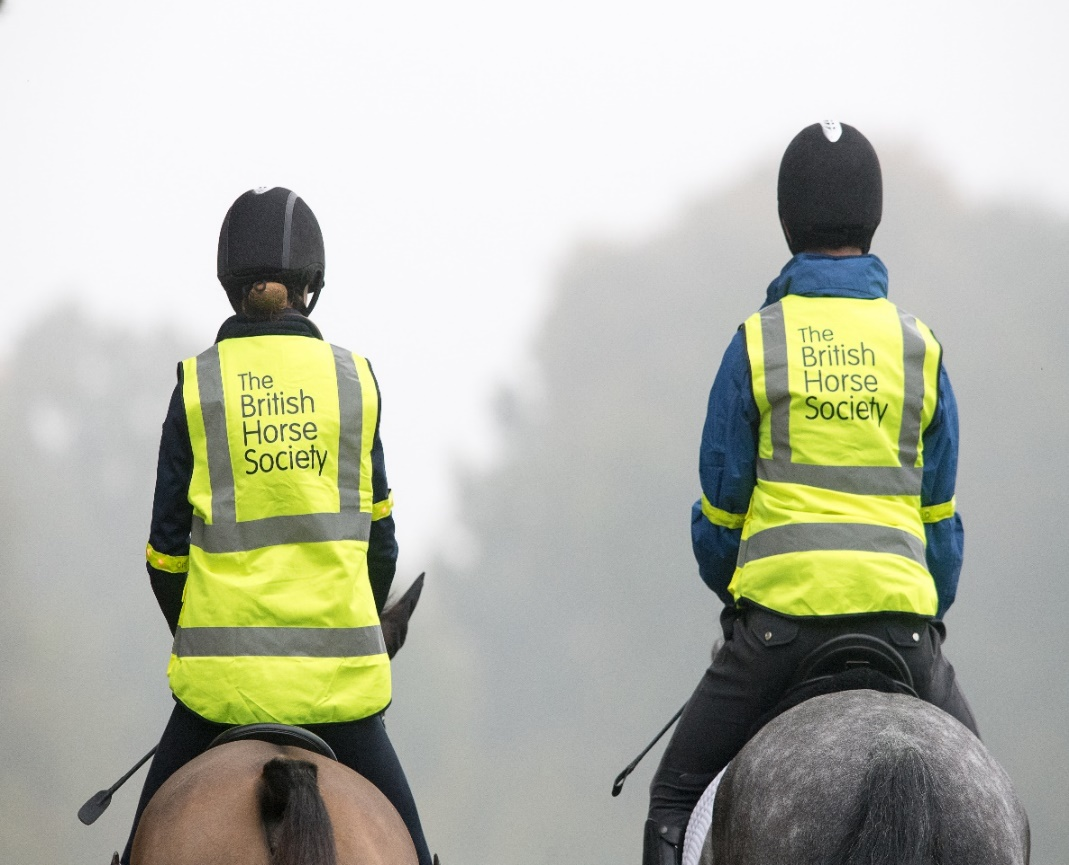 The
British
Horse
Society
The
British
Horse
Society